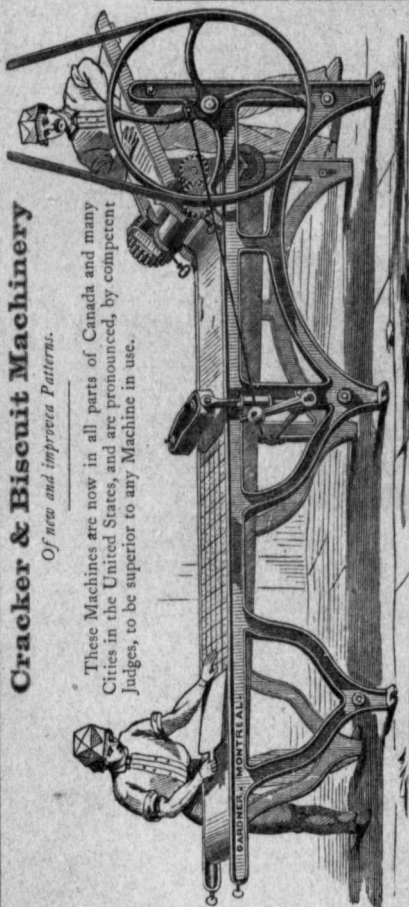 Cracker & Biscuit Machinery
Of new and improved Patterns.
These Machines are now in all parts of Canada and many
Cities in the United States, and are pronounced, by competent
Judges, to be superior to any Machine in use.
GARDNER, MONTREAL.